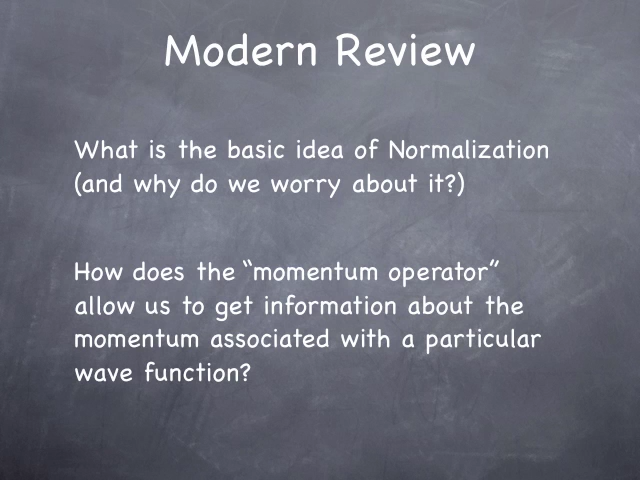 Modern Review
What is the basic idea of Normalization
(and why do we worry about it?)
How does the “momentum operator”
allow us to get information about the
momentum associated with a particular
wave function?